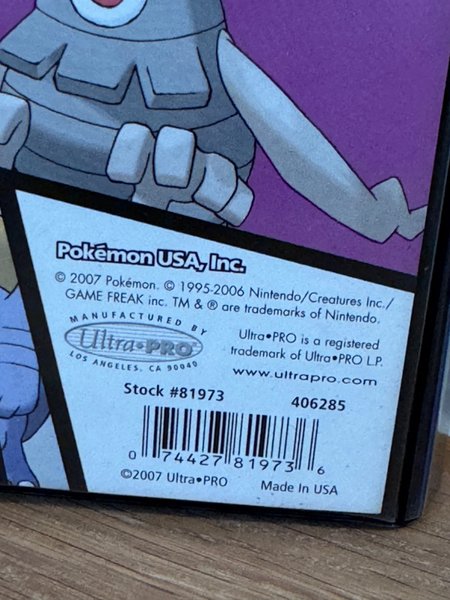 Pokémon USA, Inc.
© 2007 Pokémon. © 1995-2006 Nintendo/Creatures Inc./
GAME FREAK inc. TM & ® are trademarks of Nintendo.
MANUFACTURED BY
Ultra•PRO
LOS ANGELES, CA 90040
Ultra•PRO is a registered
trademark of Ultra•PRO L.P.
www.ultrapro.com
Stock #81973
406285
0 74427 81973 6
©2007 Ultra•PRO
Made In USA